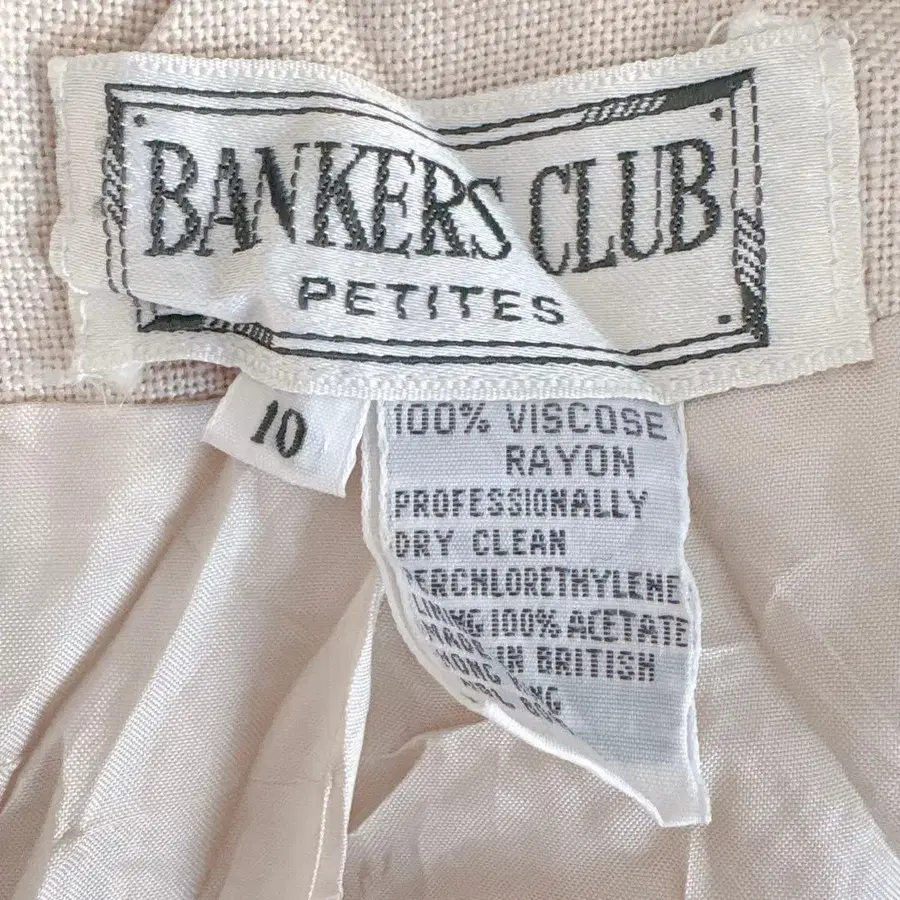 BANKERS CLUB
PETITES
10
100% VISCOSE
RAYON
PROFESSIONALLY
DRY CLEAN
PERCHLORETHYLENE
LINING 100% ACETATE
MADE IN BRITISH
HONG KONG